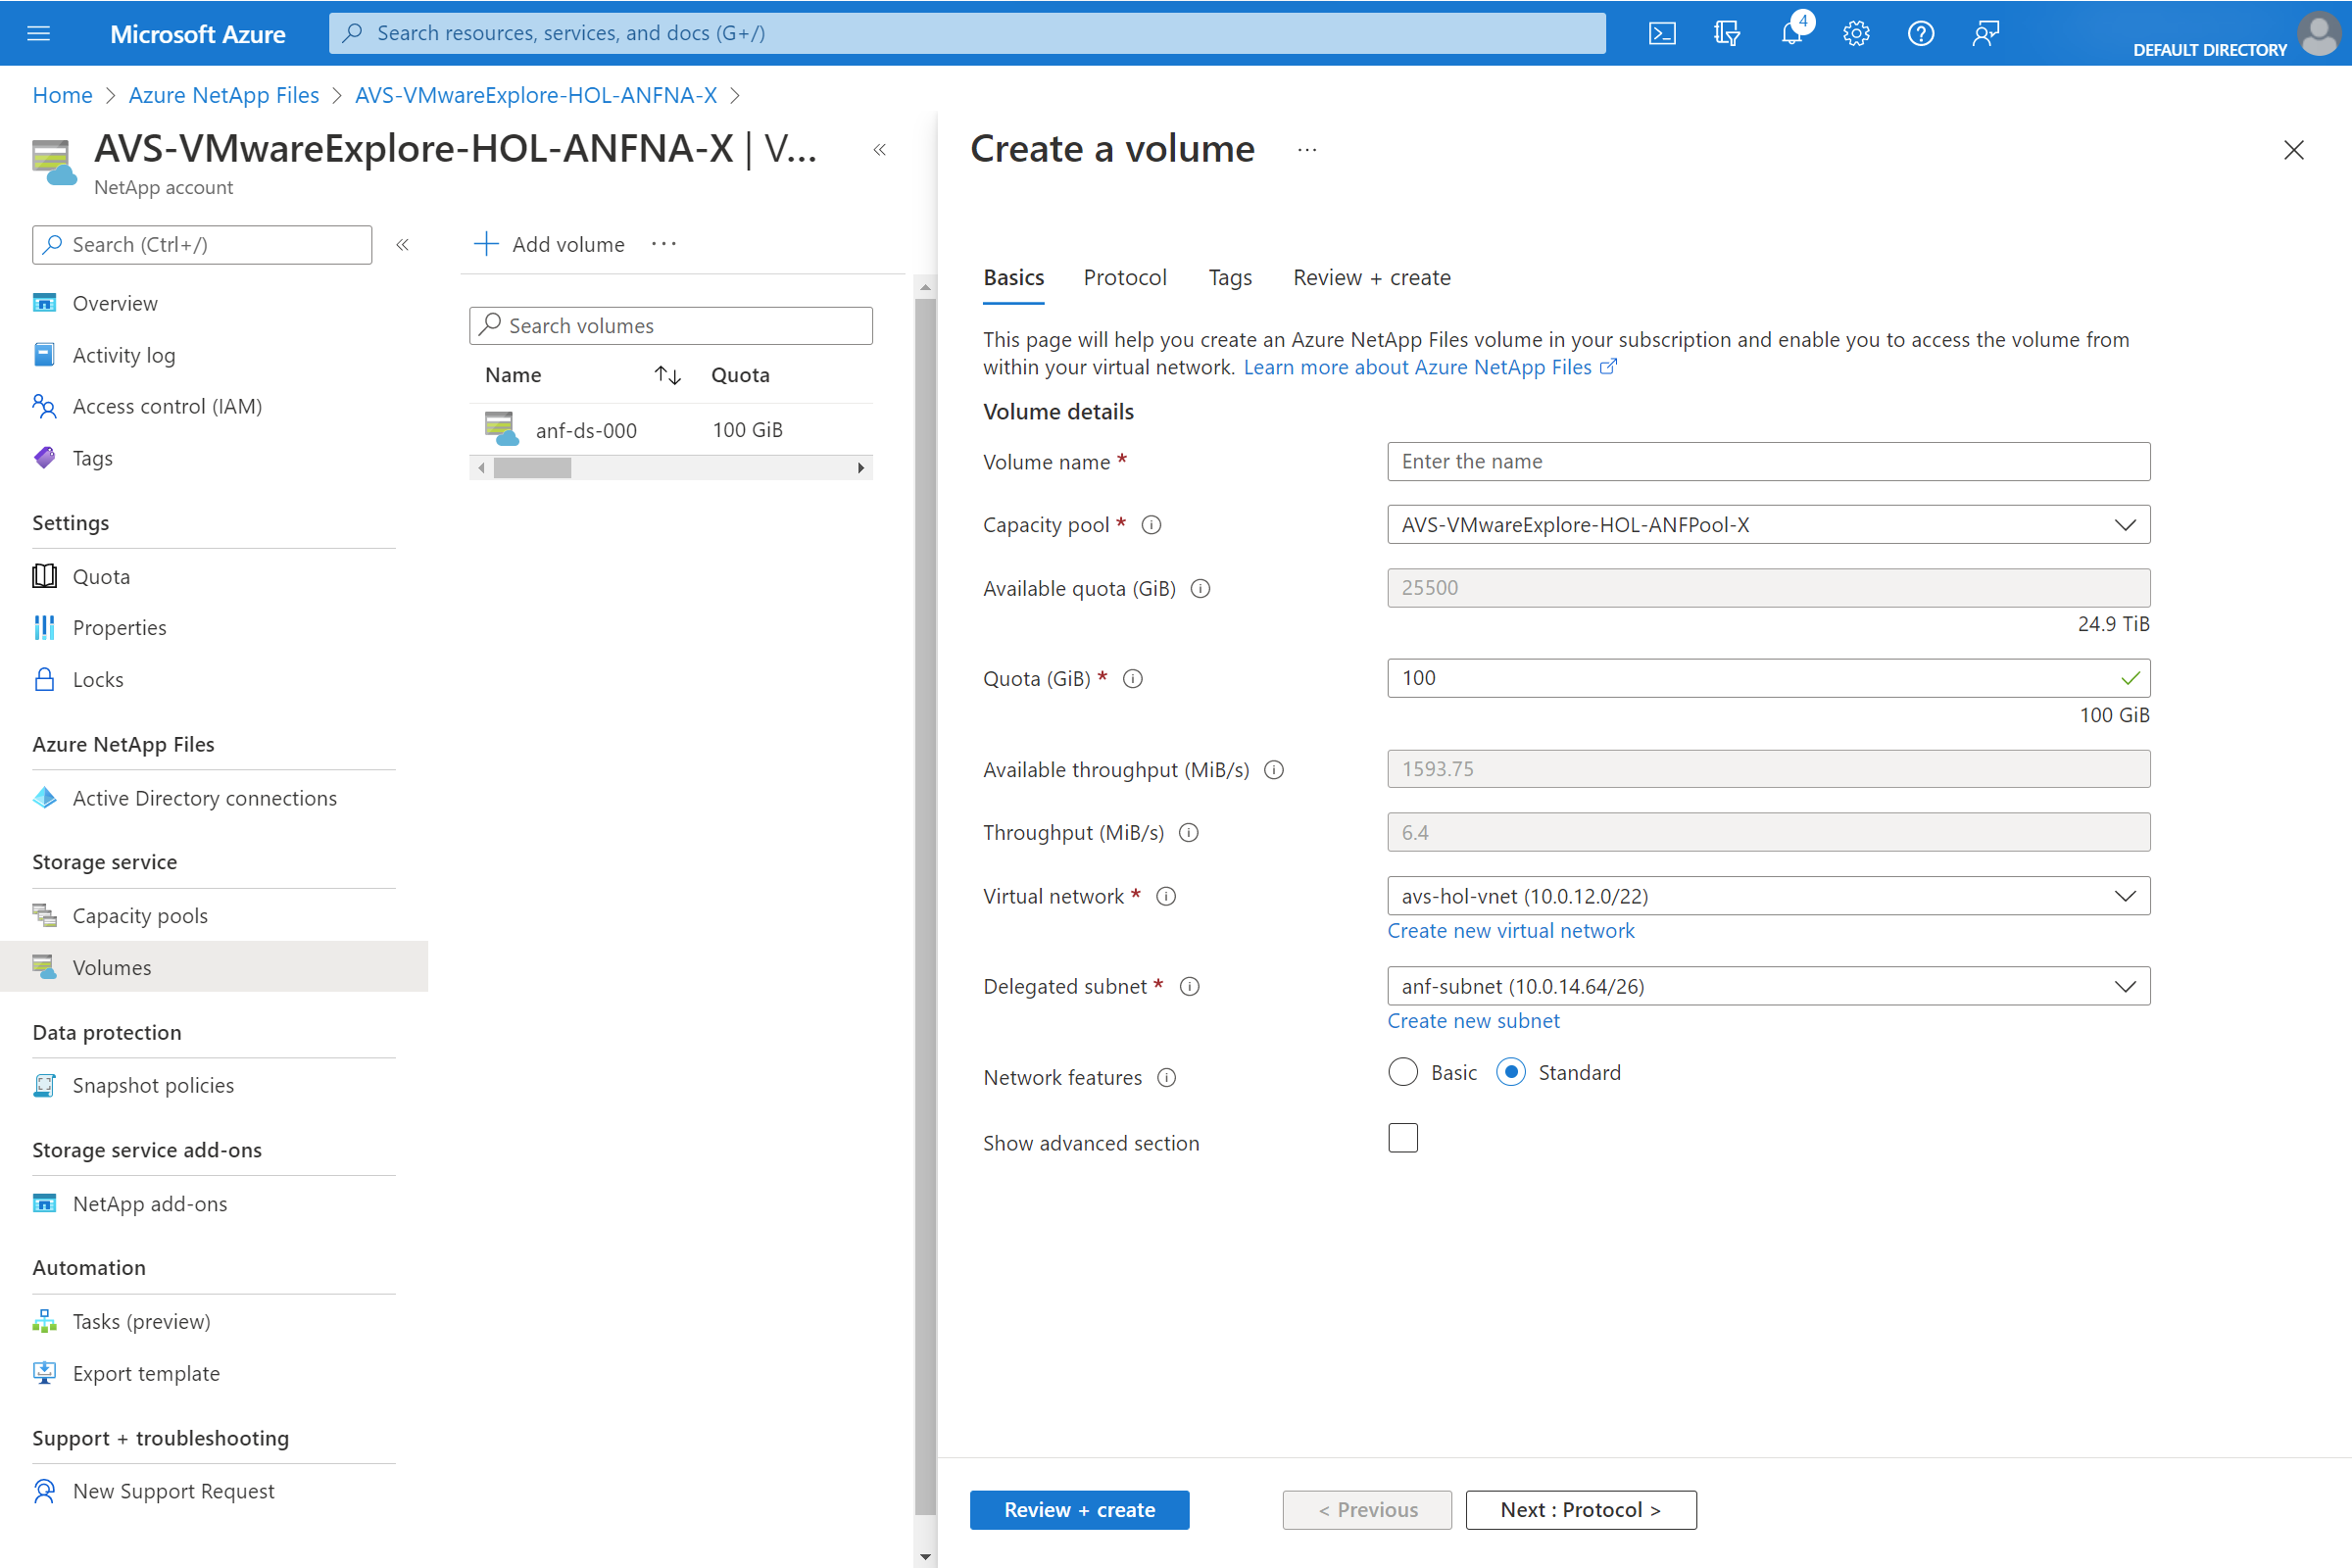 Microsoft Azure
Search resources, services, and docs (G+/)
4
DEFAULT DIRECTORY
Home > Azure NetApp Files > AVS-VMwareExplore-HOL-ANFNA-X >
AVS-VMwareExplore-HOL-ANFNA-X | V...
NetApp account
Search (Ctrl+/)
Overview
Activity log
Access control (IAM)
Tags
Settings
Quota
Properties
Locks
Azure NetApp Files
Active Directory connections
Storage service
Capacity pools
Volumes
Data protection
Snapshot policies
Storage service add-ons
NetApp add-ons
Automation
Tasks (preview)
Export template
Support + troubleshooting
New Support Request
Add volume ...
Search volumes
Name Quota
anf-ds-000 100 GiB
Create a volume ...
Basics Protocol Tags Review + create
This page will help you create an Azure NetApp Files volume in your subscription and enable you to access the volume from
within your virtual network. Learn more about Azure NetApp Files
Volume details
Volume name * Enter the name
Capacity pool * AVS-VMwareExplore-HOL-ANFPool-X
Available quota (GiB) 25500
24.9 TiB
Quota (GiB) * 100
100 GiB
Available throughput (MiB/s) 1593.75
Throughput (MiB/s) 6.4
Virtual network * avs-hol-vnet (10.0.12.0/22)
Create new virtual network
Delegated subnet * anf-subnet (10.0.14.64/26)
Create new subnet
Network features Basic Standard
Show advanced section
Review + create < Previous Next : Protocol >